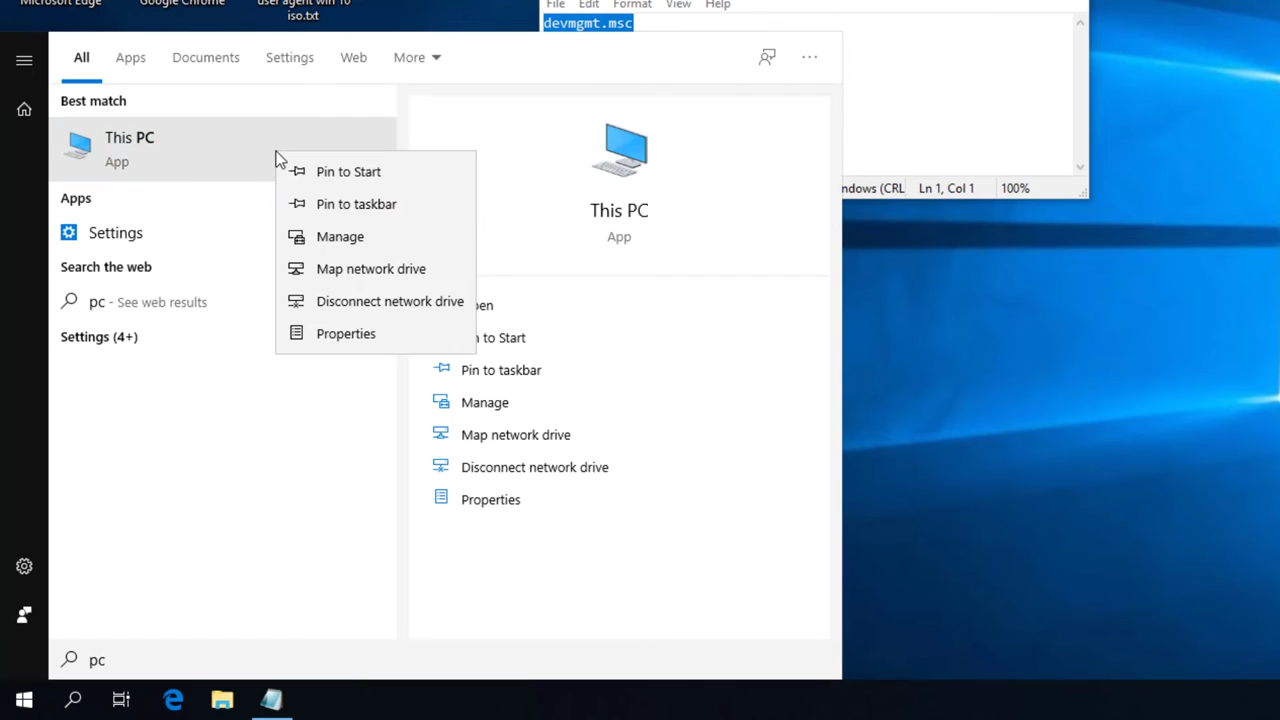 Microsoft Edge
Google Chrome
user agent win 10
iso.txt
File Edit Format View Help
devmgmt.msc
All Apps Documents Settings Web More
Best match
This PC
App
Apps
Settings
Search the web
pc - See web results
Settings (4+)
Pin to Start
Pin to taskbar
Manage
Map network drive
Disconnect network drive
Properties
This PC
App
pen
n to Start
Pin to taskbar
Manage
Map network drive
Disconnect network drive
Properties
ndows (CRL
Ln 1, Col 1
100%
pc